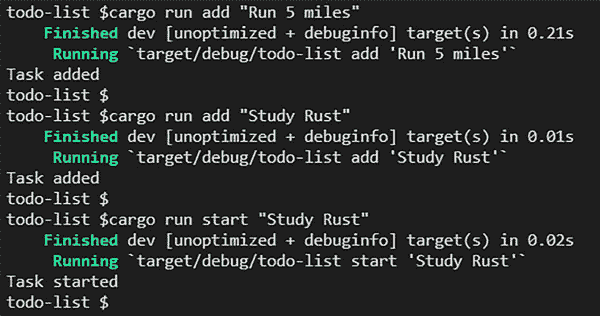 todo-list $cargo run add "Run 5 miles"
    Finished dev [unoptimized + debuginfo] target(s) in 0.21s
     Running `target/debug/todo-list add 'Run 5 miles'`
Task added
todo-list $
todo-list $cargo run add "Study Rust"
    Finished dev [unoptimized + debuginfo] target(s) in 0.01s
     Running `target/debug/todo-list add 'Study Rust'`
Task added
todo-list $
todo-list $cargo run start "Study Rust"
    Finished dev [unoptimized + debuginfo] target(s) in 0.02s
     Running `target/debug/todo-list start 'Study Rust'`
Task started
todo-list $